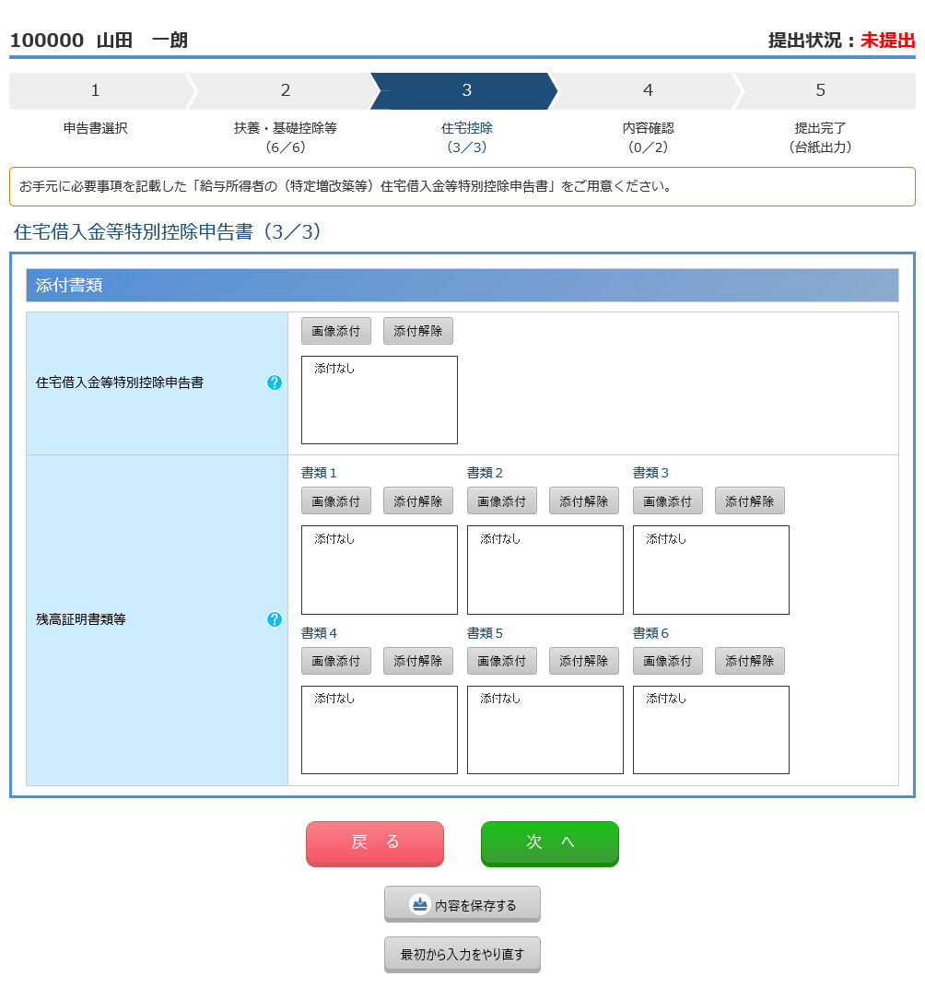 100000 山田　一朗
提出状況：未提出
1
2
3
4
5
申告書選択
扶養・基礎控除等
（6／6）
住宅控除
（3／3）
内容確認
（0／2）
提出完了
（台紙出力）
お手元に必要事項を記載した「給与所得者の（特定増改築等）住宅借入金等特別控除申告書」をご用意ください。
住宅借入金等特別控除申告書（3／3）
添付書類
住宅借入金等特別控除申告書 ?
画像添付 添付解除
添付なし
残高証明書類等 ?
書類１ 書類２ 書類３
画像添付 添付解除 画像添付 添付解除 画像添付 添付解除
添付なし 添付なし 添付なし
書類４ 書類５ 書類６
画像添付 添付解除 画像添付 添付解除 画像添付 添付解除
添付なし 添付なし 添付なし
戻　る 次　へ
内容を保存する
最初から入力をやり直す